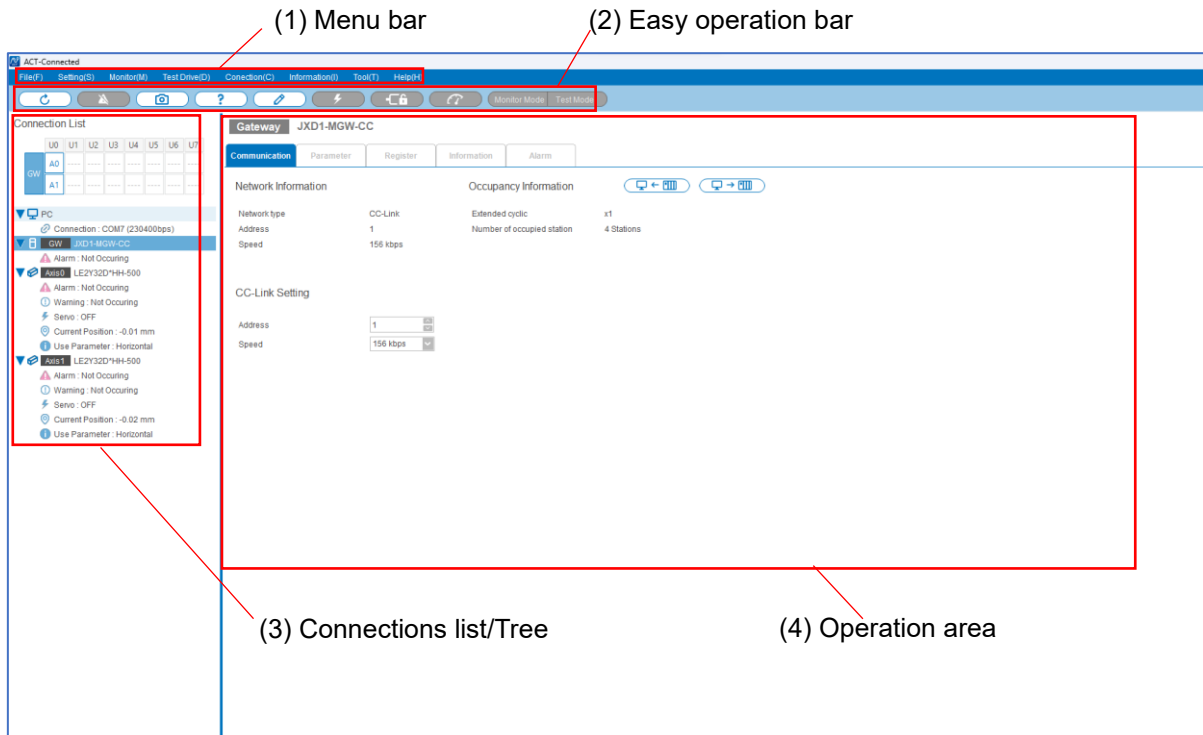 (1) Menu bar
(2) Easy operation bar
ACT-Connected
File(F) Setting(S) Monitor(M) Test Drive(D) Conection(C) Information(I) Tool(T) Help(H
? Monitor Mode Test Mode
Connection List
U0 U1 U2 U3 U4 U5 U6 U7
GW
A0 ---- ---- ---- ---- ---- ---- ----
A1 ---- ---- ---- ---- ---- ---- ----
PC
Connection : COM7 (230400bps)
GW JXD1-MGW-CC
Alarm : Not Occuring
Axis0 LE2Y32D*HH-500
Alarm : Not Occuring
Warning : Not Occuring
Servo : OFF
Current Position : -0.01 mm
Use Parameter : Horizontal
Axis1 LE2Y32D*HH-500
Alarm : Not Occuring
Warning : Not Occuring
Servo : OFF
Current Position : -0.02 mm
Use Parameter : Horizontal
Gateway JXD1-MGW-CC
Communication Parameter Register Information Alarm
Network Information
Occupancy Information
Network type CC-Link Extended cyclic x1
Address 1 Number of occupied station 4 Stations
Speed 156 kbps
CC-Link Setting
Address 1
Speed 156 kbps
(3) Connections list/Tree
(4) Operation area